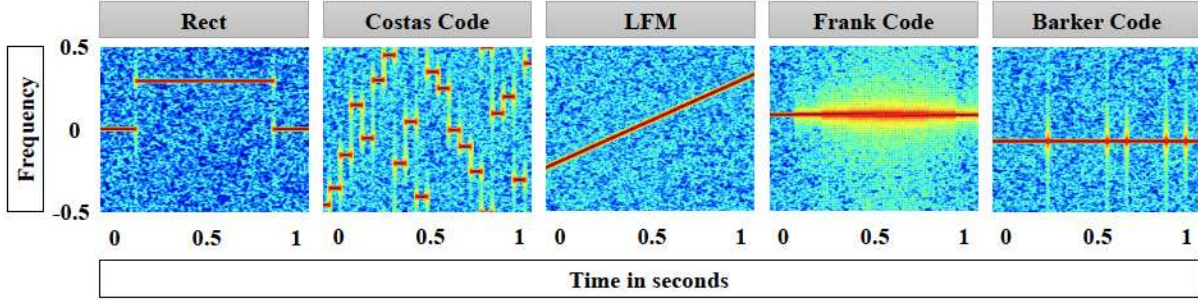 Rect Costas Code LFM Frank Code Barker Code
Frequency
0.5
0
-0.5
0 0.5 1 0 0.5 1 0 0.5 1 0 0.5 1 0 0.5 1
Time in seconds